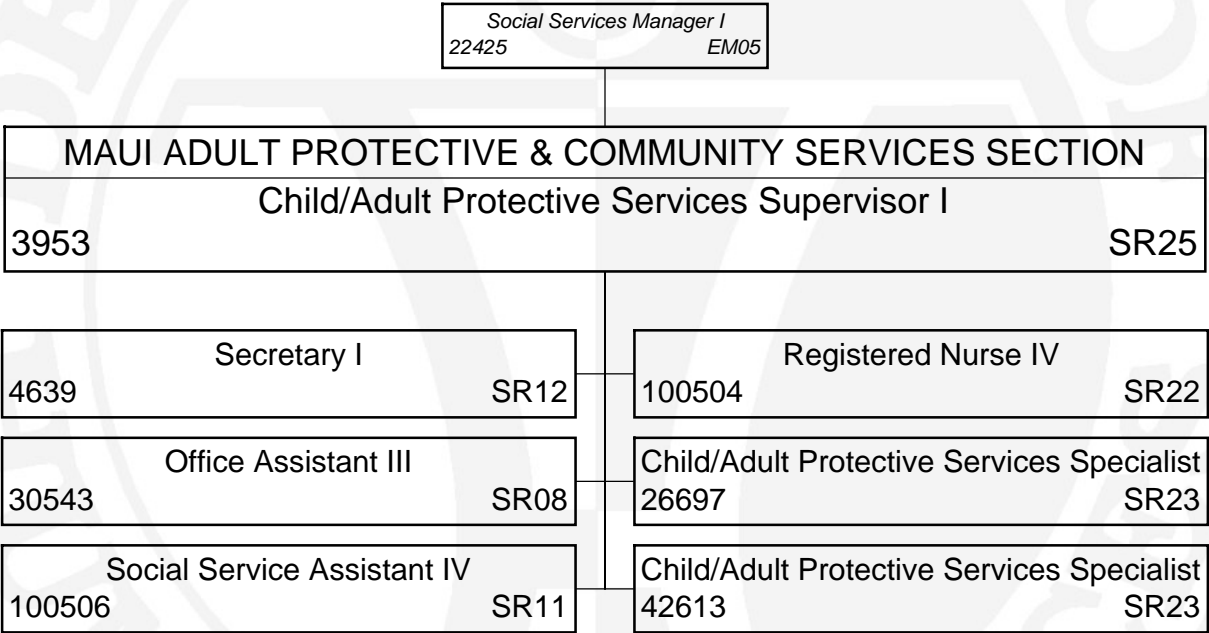 Social Services Manager I
22425 EM05
MAUI ADULT PROTECTIVE & COMMUNITY SERVICES SECTION
Child/Adult Protective Services Supervisor I
3953 SR25
Secretary I
4639 SR12
Registered Nurse IV
100504 SR22
Office Assistant III
30543 SR08
Child/Adult Protective Services Specialist
26697 SR23
Social Service Assistant IV
100506 SR11
Child/Adult Protective Services Specialist
42613 SR23